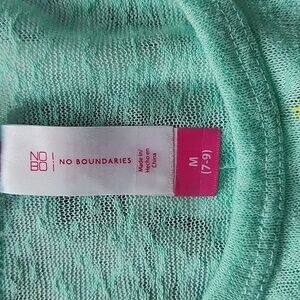 NO
BO
NO BOUNDARIES
Made in/
Hecho en
China
M
(7-9)